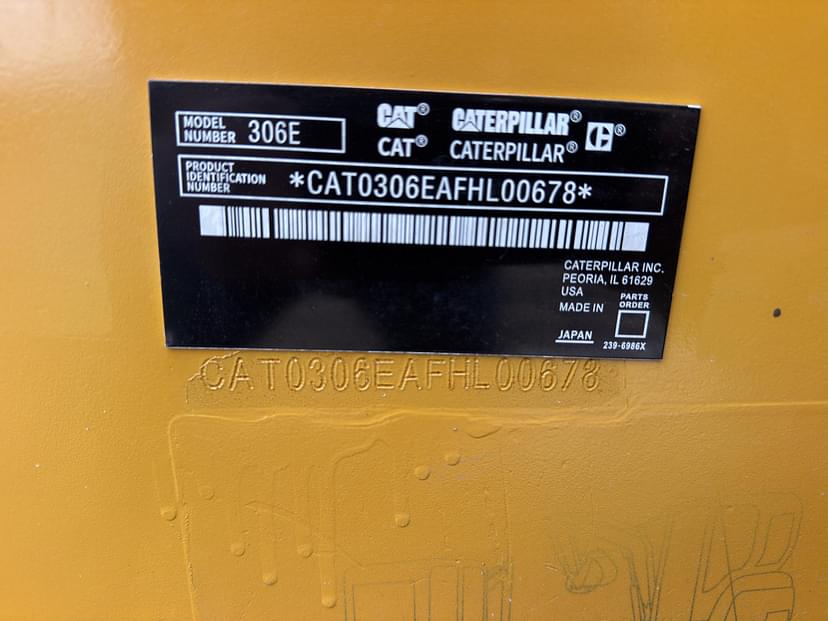 MODEL NUMBER 306E
CAT® CATERPILLAR® C®
CAT® CATERPILLAR®
PRODUCT IDENTIFICATION NUMBER *CAT0306EAFHL00678*
CATERPILLAR INC.
PEORIA, IL 61629
USA
MADE IN
JAPAN
PARTS ORDER
239-6986X
CAT0306EAFHL00678